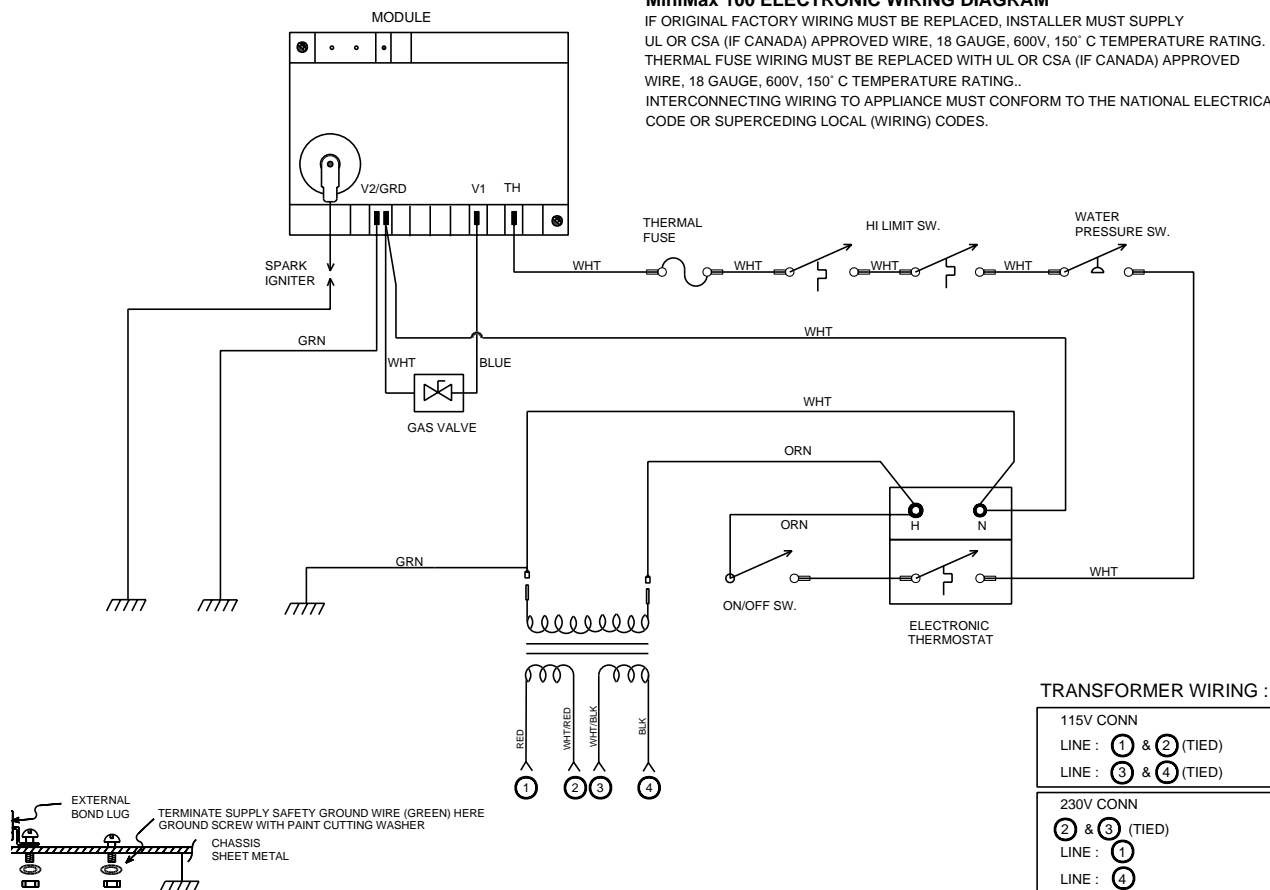 MiniMax 100 ELECTRONIC WIRING DIAGRAM
IF ORIGINAL FACTORY WIRING MUST BE REPLACED, INSTALLER MUST SUPPLY
UL OR CSA (IF CANADA) APPROVED WIRE, 18 GAUGE, 600V, 150° C TEMPERATURE RATING.
THERMAL FUSE WIRING MUST BE REPLACED WITH UL OR CSA (IF CANADA) APPROVED
WIRE, 18 GAUGE, 600V, 150° C TEMPERATURE RATING..
INTERCONNECTING WIRING TO APPLIANCE MUST CONFORM TO THE NATIONAL ELECTRICA
CODE OR SUPERCEDING LOCAL (WIRING) CODES.
MODULE
V2/GRD
V1
TH
SPARK
IGNITER
THERMAL
FUSE
HI LIMIT SW.
WATER
PRESSURE SW.
WHT
WHT
WHT
WHT
GRN
WHT
BLUE
WHT
GAS VALVE
WHT
ORN
H
N
ORN
GRN
WHT
ON/OFF SW.
ELECTRONIC
THERMOSTAT
RED
WHT/RED
WHT/BLK
BLK
1
2
3
4
TRANSFORMER WIRING :
115V CONN
LINE : 1 & 2 (TIED)
LINE : 3 & 4 (TIED)
230V CONN
2 & 3 (TIED)
LINE : 1
LINE : 4
EXTERNAL
BOND LUG
TERMINATE SUPPLY SAFETY GROUND WIRE (GREEN) HERE
GROUND SCREW WITH PAINT CUTTING WASHER
CHASSIS
SHEET METAL